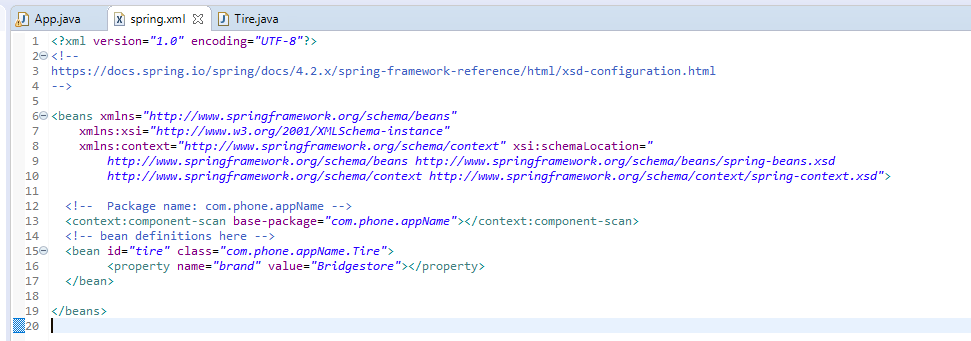 App.java spring.xml Tire.java
1 <?xml version="1.0" encoding="UTF-8"?>
2 <!--
3 https://docs.spring.io/spring/docs/4.2.x/spring-framework-reference/html/xsd-configuration.html
4 -->
5
6 <beans xmlns="http://www.springframework.org/schema/beans"
7     xmlns:xsi="http://www.w3.org/2001/XMLSchema-instance"
8     xmlns:context="http://www.springframework.org/schema/context" xsi:schemaLocation="
9         http://www.springframework.org/schema/beans http://www.springframework.org/schema/beans/spring-beans.xsd
10         http://www.springframework.org/schema/context http://www.springframework.org/schema/context/spring-context.xsd">
11
12   <!--  Package name: com.phone.appName -->
13   <context:component-scan base-package="com.phone.appName"></context:component-scan>
14   <!-- bean definitions here -->
15   <bean id="tire" class="com.phone.appName.Tire">
16         <property name="brand" value="Bridgestore"></property>
17   </bean>
18
19 </beans>
20